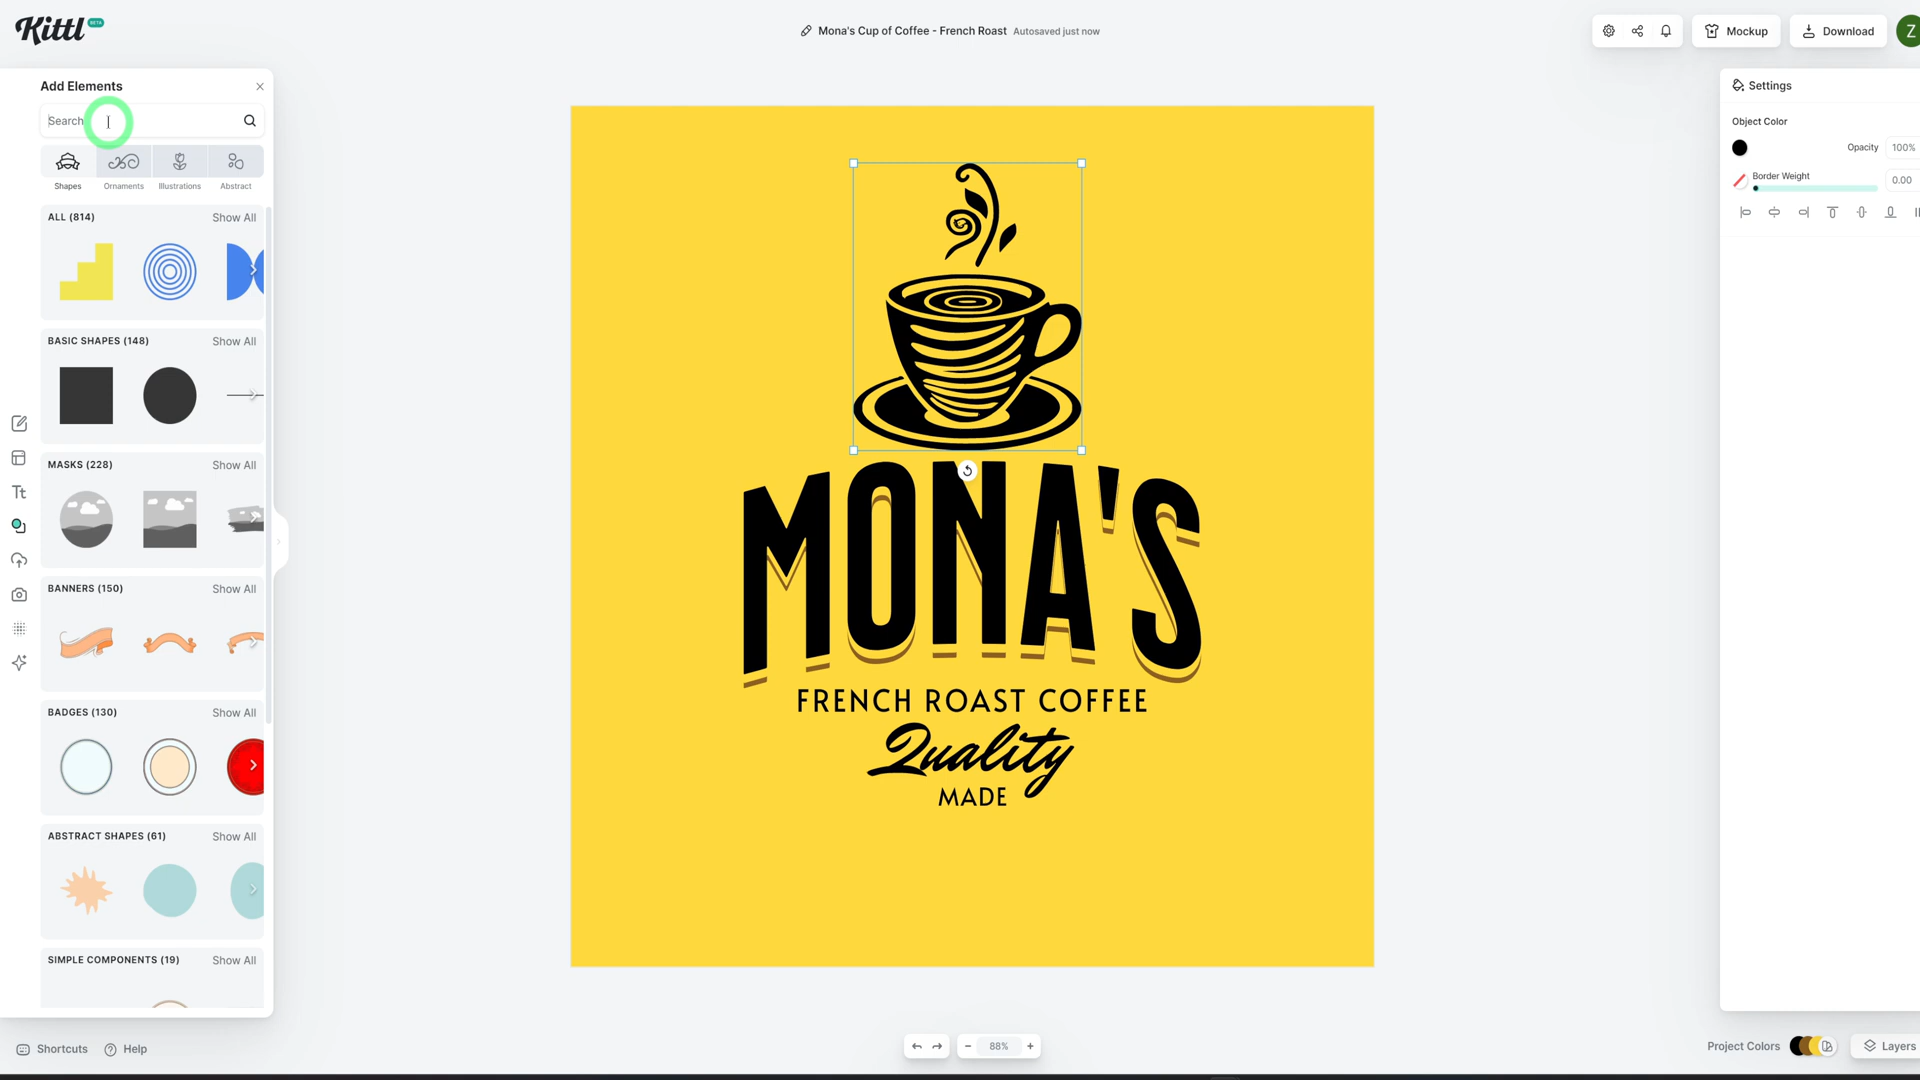 Kittl BETA
Mona's Cup of Coffee - French Roast Autosaved just now
Mockup
Download
Z
Add Elements
Search
Shapes Ornaments Illustrations Abstract
ALL (814) Show All
BASIC SHAPES (148) Show All
MASKS (228) Show All
BANNERS (150) Show All
BADGES (130) Show All
ABSTRACT SHAPES (61) Show All
SIMPLE COMPONENTS (19) Show All
Tt
MONA'S
FRENCH ROAST COFFEE
Quality
MADE
Settings
Object Color
Opacity 100%
Border Weight 0.00
Shortcuts Help
88%
Project Colors
Layers